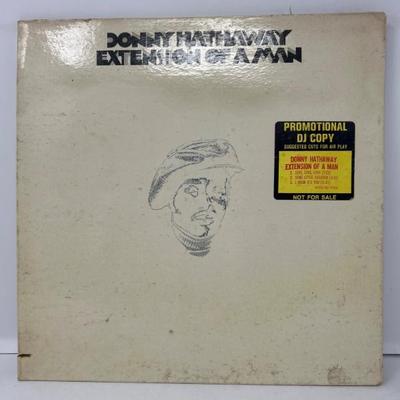 DONNY HATHAWAY
EXTENSION OF A MAN
PROMOTIONAL
DJ COPY
SUGGESTED CUTS FOR AIR PLAY
DONNY HATHAWAY
EXTENSION OF A MAN
NOT FOR SALE